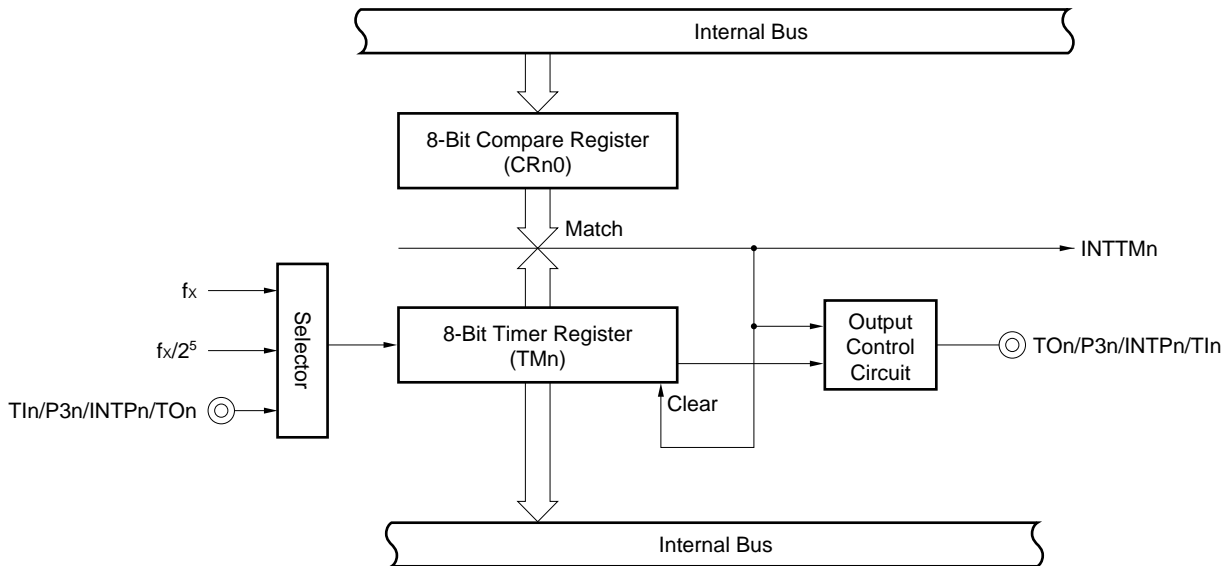 Internal Bus
8-Bit Compare Register
(CRn0)
Match
INTTMn
fX
fX/2⁵
TIn/P3n/INTPn/TOn
Selector
8-Bit Timer Register
(TMn)
Clear
Output
Control
Circuit
TOn/P3n/INTPn/TIn
Internal Bus